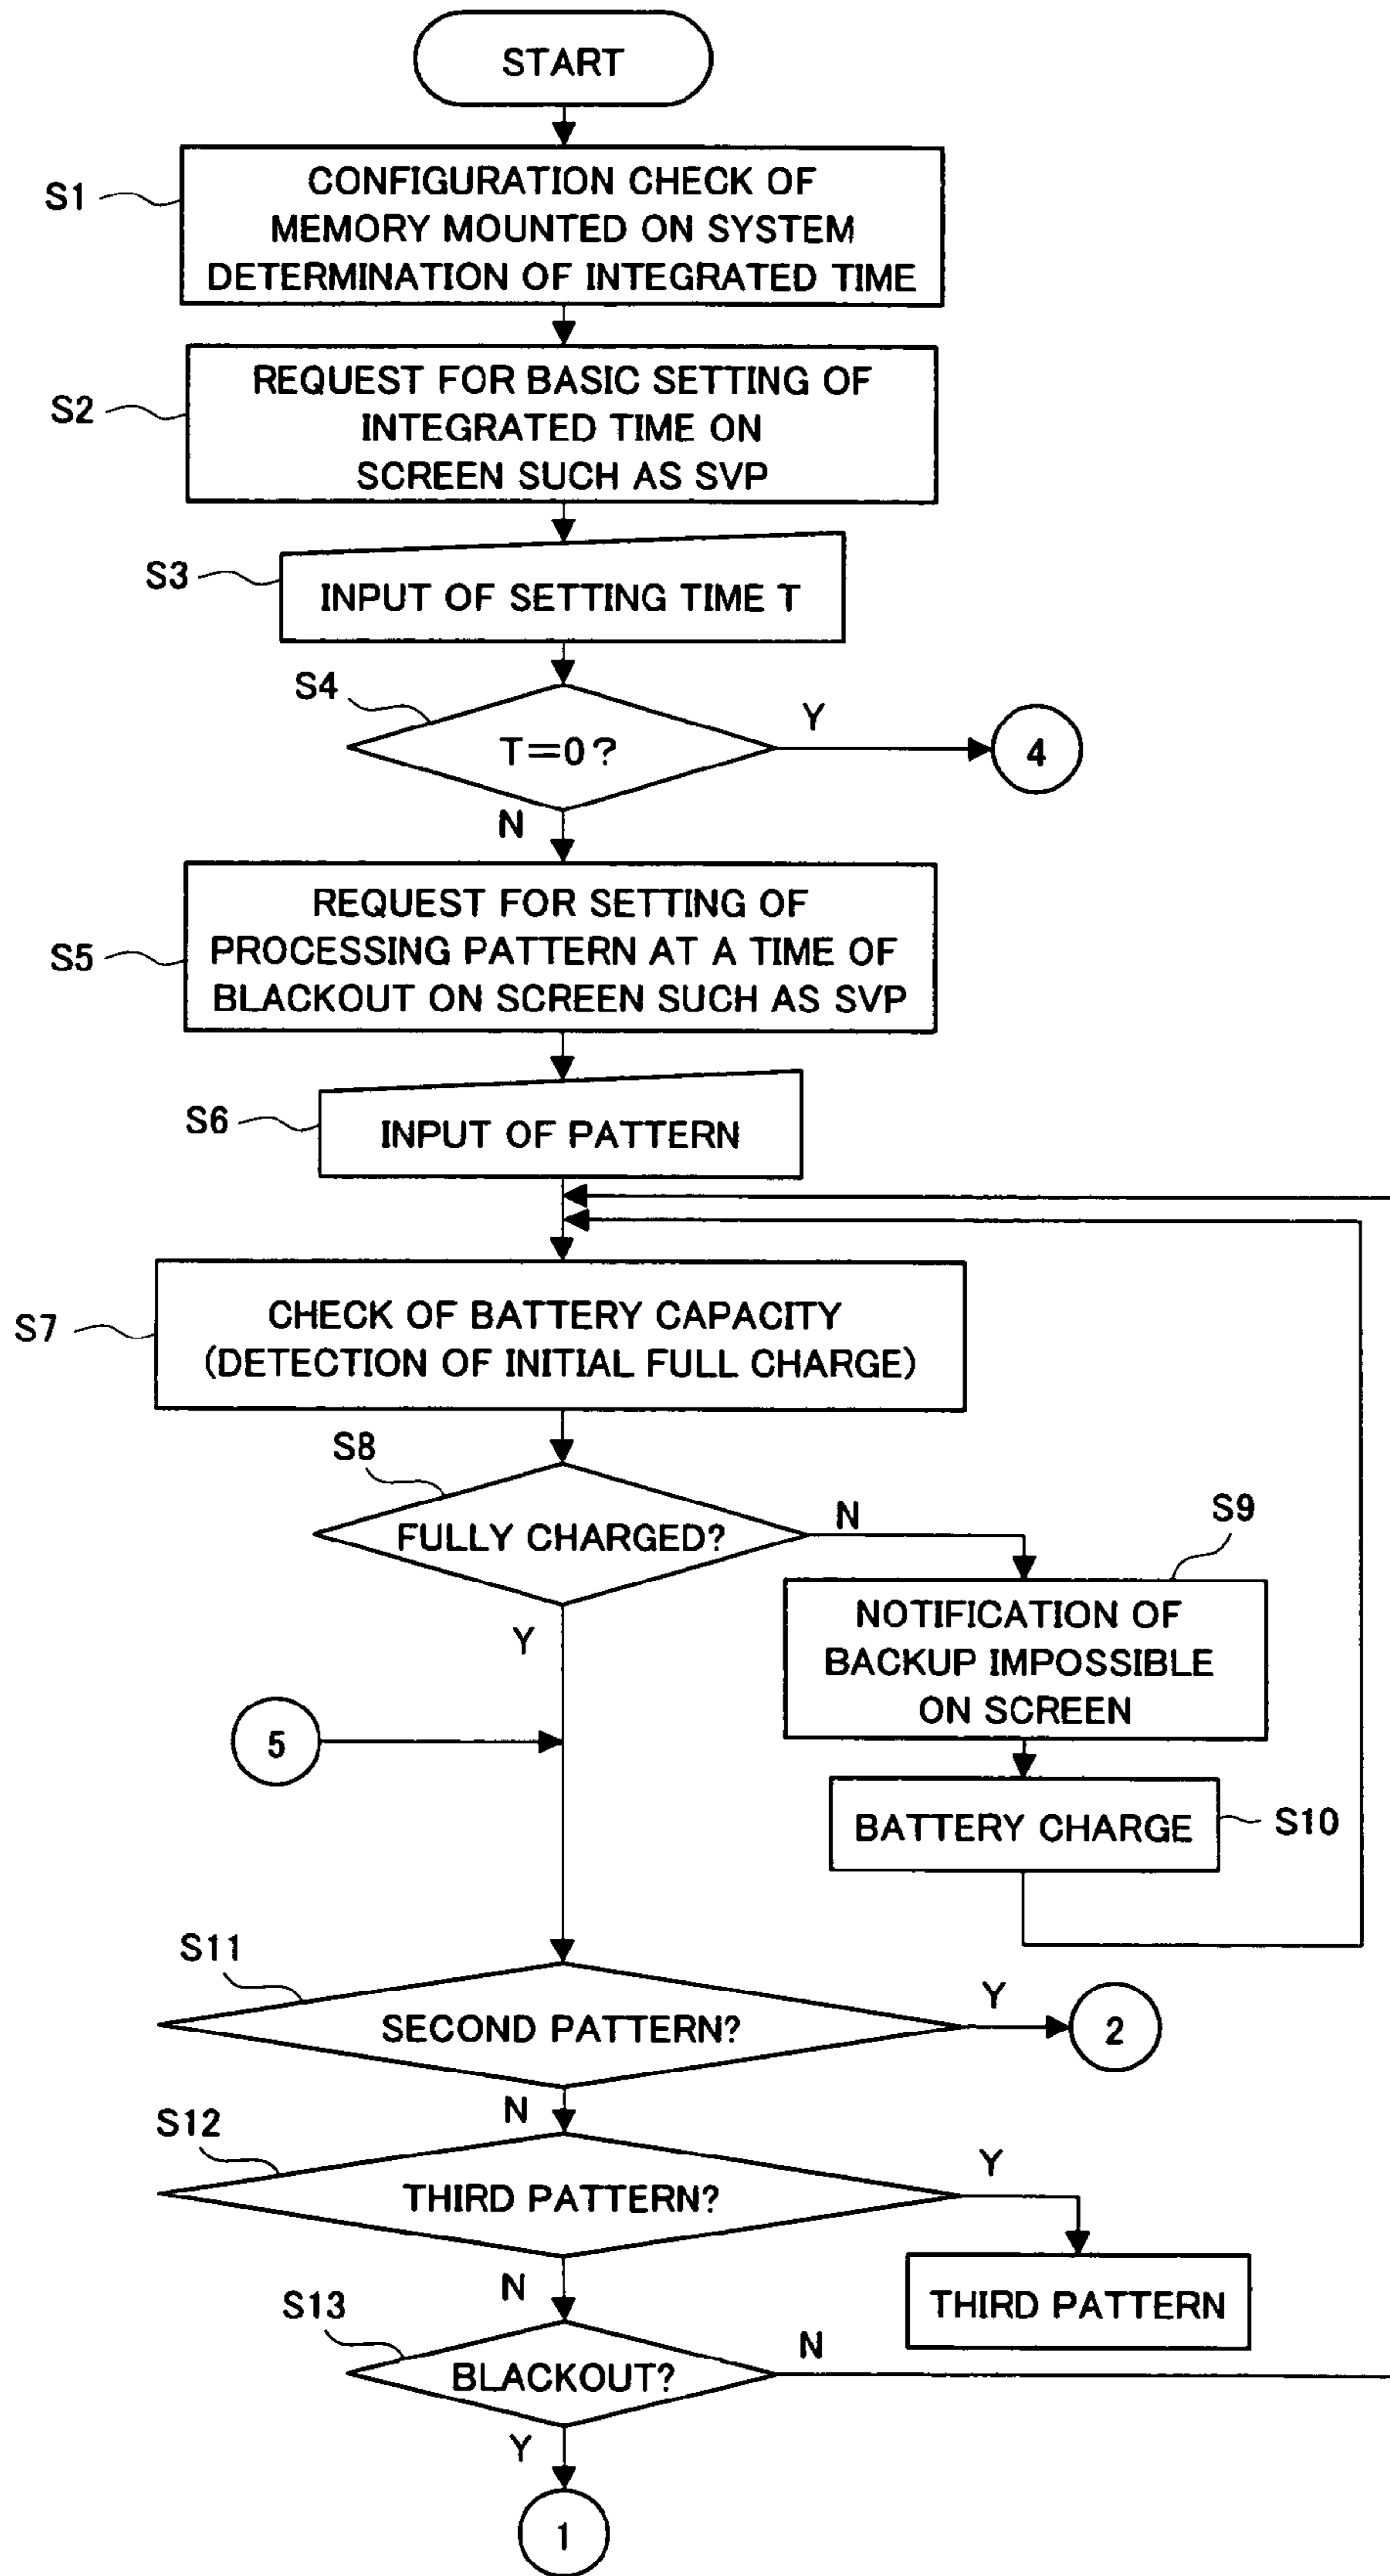 START
S1
CONFIGURATION CHECK OF
MEMORY MOUNTED ON SYSTEM
DETERMINATION OF INTEGRATED TIME
S2
REQUEST FOR BASIC SETTING OF
INTEGRATED TIME ON
SCREEN SUCH AS SVP
S3
INPUT OF SETTING TIME T
S4
T=0?
Y
4
N
S5
REQUEST FOR SETTING OF
PROCESSING PATTERN AT A TIME OF
BLACKOUT ON SCREEN SUCH AS SVP
S6
INPUT OF PATTERN
S7
CHECK OF BATTERY CAPACITY
(DETECTION OF INITIAL FULL CHARGE)
S8
FULLY CHARGED?
N
S9
NOTIFICATION OF
BACKUP IMPOSSIBLE
ON SCREEN
Y
5
BATTERY CHARGE
S10
S11
SECOND PATTERN?
Y
2
N
S12
THIRD PATTERN?
Y
THIRD PATTERN
N
S13
BLACKOUT?
N
Y
1